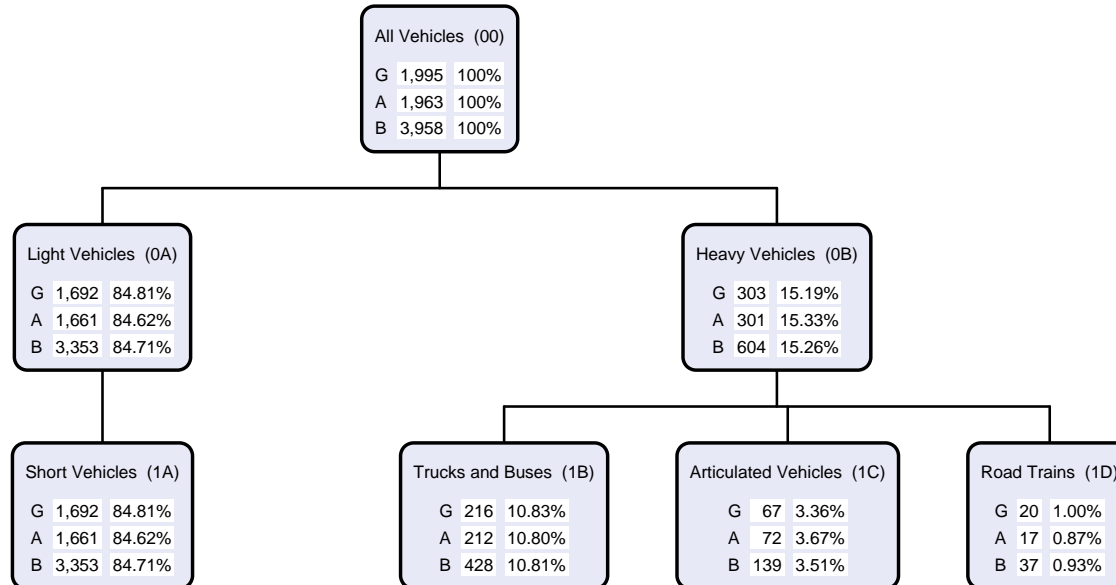 All Vehicles (00)
G 1,995 100%
A 1,963 100%
B 3,958 100%
Light Vehicles (0A)
G 1,692 84.81%
A 1,661 84.62%
B 3,353 84.71%
Heavy Vehicles (0B)
G 303 15.19%
A 301 15.33%
B 604 15.26%
Short Vehicles (1A)
G 1,692 84.81%
A 1,661 84.62%
B 3,353 84.71%
Trucks and Buses (1B)
G 216 10.83%
A 212 10.80%
B 428 10.81%
Articulated Vehicles (1C)
G 67 3.36%
A 72 3.67%
B 139 3.51%
Road Trains (1D)
G 20 1.00%
A 17 0.87%
B 37 0.93%